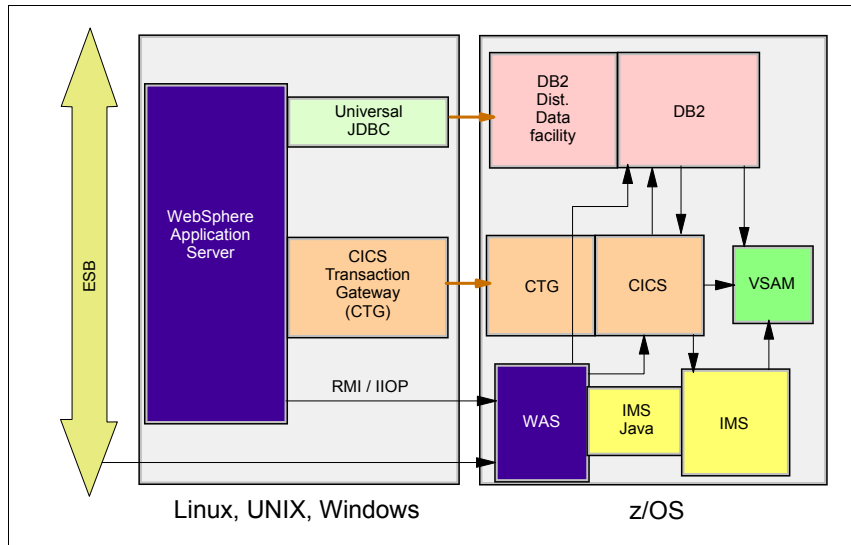 ESB
WebSphere
Application
Server
Universal
JDBC
CICS
Transaction
Gateway
(CTG)
RMI / IIOP
Linux, UNIX, Windows
DB2
Dist.
Data
facility
DB2
CTG
CICS
VSAM
WAS
IMS
Java
IMS
z/OS